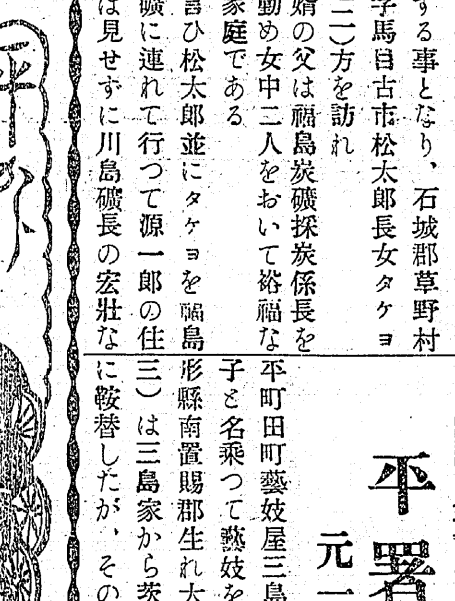 する事となり、石城郡草野村
字馬目古市松太郎長女タケヨ
二一)方を訪れ
婿の父は福島炭礦採炭係長を
勤め女中二人をおいて裕福な
家庭である
言ひ松太郎並にタケヨを福島
礦に連れて行つて源一郎の住
は見せずに川島礦長の宏壯な
平署
元一
平町田町藝妓屋三島
子と名乘つて藝妓を
形縣南置賜郡生れ大
三)は三島家から茨
に鞍替したが、その